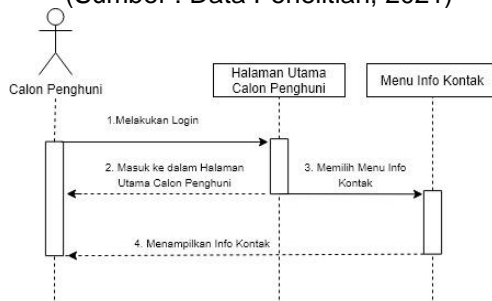 (Sumber : Data Penelitian, 2021)
Calon Penghuni
Halaman Utama
Calon Penghuni
Menu Info Kontak
1.Melakukan Login
2. Masuk ke dalam Halaman
Utama Calon Penghuni
3. Memilih Menu Info
Kontak
4. Menampilkan Info Kontak